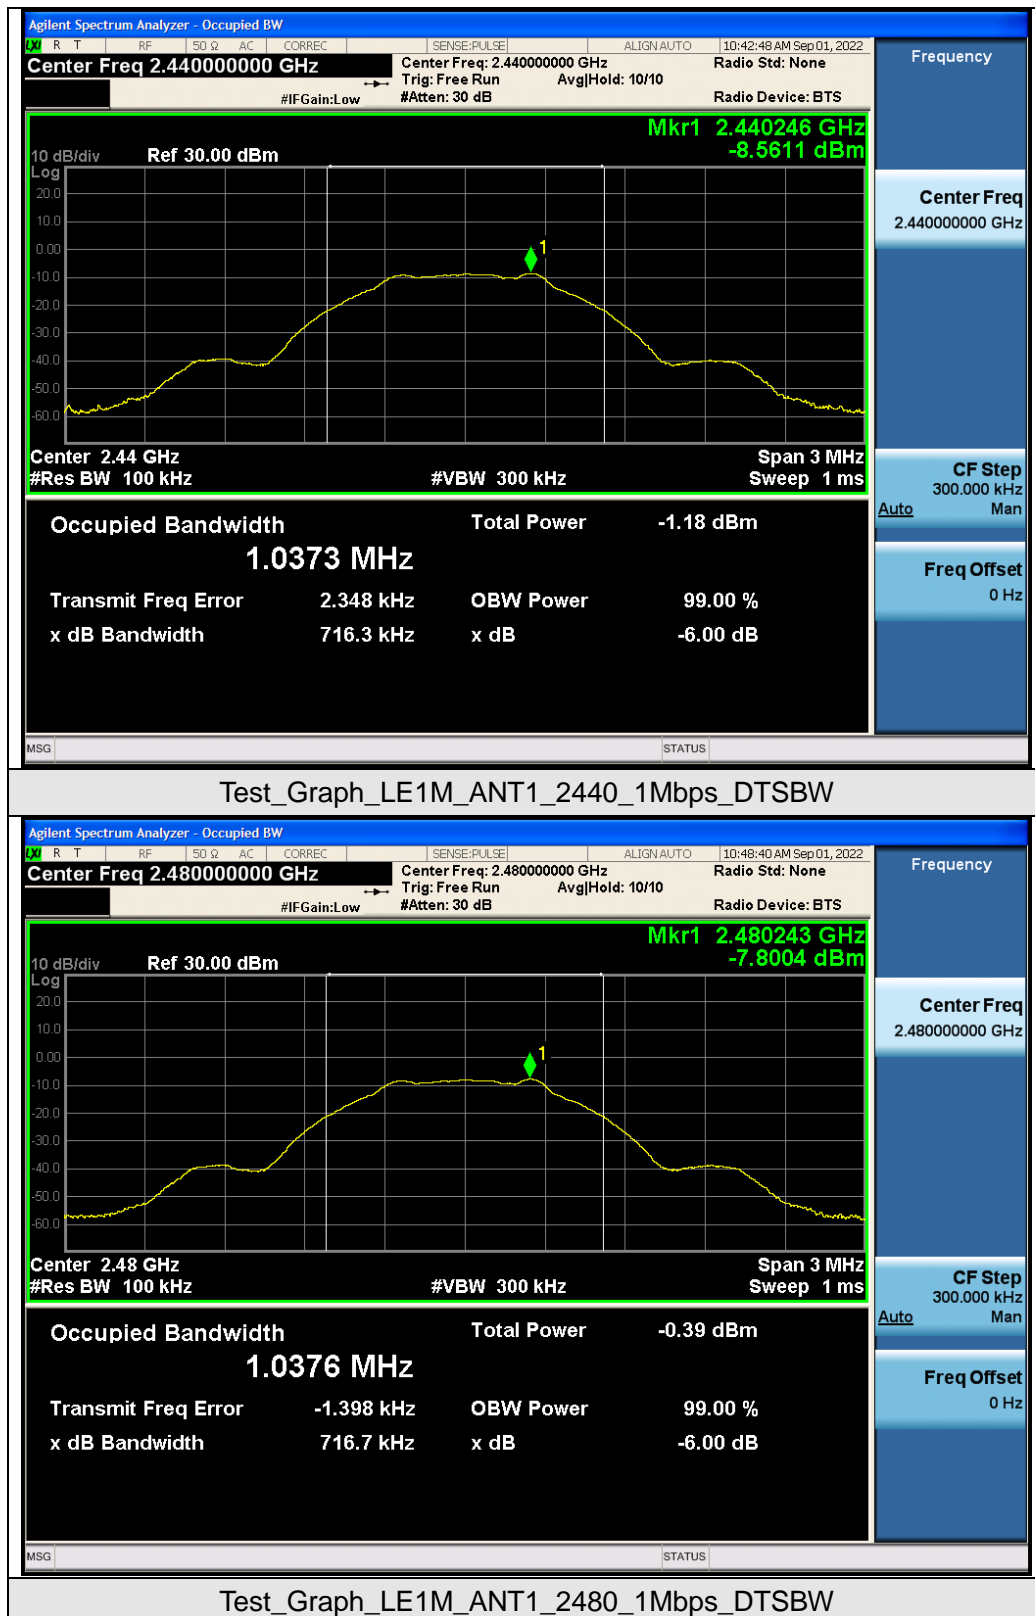 Agilent Spectrum Analyzer - Occupied BW
LXI R T RF 50 Ω AC CORREC SENSE:PULSE ALIGN AUTO 10:42:48 AM Sep 01, 2022
Center Freq 2.440000000 GHz
Center Freq: 2.440000000 GHz
Radio Std: None
Trig: Free Run Avg|Hold: 10/10
#IFGain:Low
#Atten: 30 dB
Radio Device: BTS
Frequency
Mkr1 2.440246 GHz
-8.5611 dBm
10 dB/div Ref 30.00 dBm
Log
20.0
10.0
0.00
-10.0
-20.0
-30.0
-40.0
-50.0
-60.0
1
Center 2.44 GHz
Span 3 MHz
#Res BW 100 kHz
#VBW 300 kHz
Sweep 1 ms
Center Freq
2.440000000 GHz
CF Step
300.000 kHz
Auto Man
Freq Offset
0 Hz
Occupied Bandwidth
Total Power -1.18 dBm
1.0373 MHz
Transmit Freq Error 2.348 kHz OBW Power 99.00 %
x dB Bandwidth 716.3 kHz x dB -6.00 dB
MSG STATUS
Test_Graph_LE1M_ANT1_2440_1Mbps_DTSBW
Agilent Spectrum Analyzer - Occupied BW
LXI R T RF 50 Ω AC CORREC SENSE:PULSE ALIGN AUTO 10:48:40 AM Sep 01, 2022
Center Freq 2.480000000 GHz
Center Freq: 2.480000000 GHz
Radio Std: None
Trig: Free Run Avg|Hold: 10/10
#IFGain:Low
#Atten: 30 dB
Radio Device: BTS
Frequency
Mkr1 2.480243 GHz
-7.8004 dBm
10 dB/div Ref 30.00 dBm
Log
20.0
10.0
0.00
-10.0
-20.0
-30.0
-40.0
-50.0
-60.0
1
Center 2.48 GHz
Span 3 MHz
#Res BW 100 kHz
#VBW 300 kHz
Sweep 1 ms
Center Freq
2.480000000 GHz
CF Step
300.000 kHz
Auto Man
Freq Offset
0 Hz
Occupied Bandwidth
Total Power -0.39 dBm
1.0376 MHz
Transmit Freq Error -1.398 kHz OBW Power 99.00 %
x dB Bandwidth 716.7 kHz x dB -6.00 dB
MSG STATUS
Test_Graph_LE1M_ANT1_2480_1Mbps_DTSBW